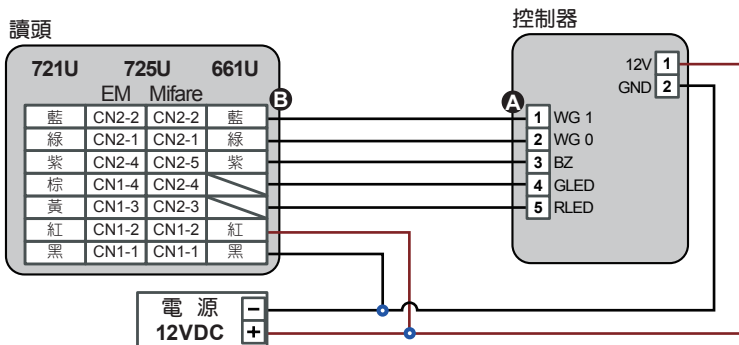 讀頭
控制器
721U 725U 661U
EM Mifare
B
藍 CN2-2 CN2-2 藍
綠 CN2-1 CN2-1 綠
紫 CN2-4 CN2-5 紫
棕 CN1-4 CN2-4
黃 CN1-3 CN2-3
紅 CN1-2 CN1-2 紅
黑 CN1-1 CN1-1 黑
12V 1
GND 2
A
1 WG 1
2 WG 0
3 BZ
4 GLED
5 RLED
電 源 −
12VDC +